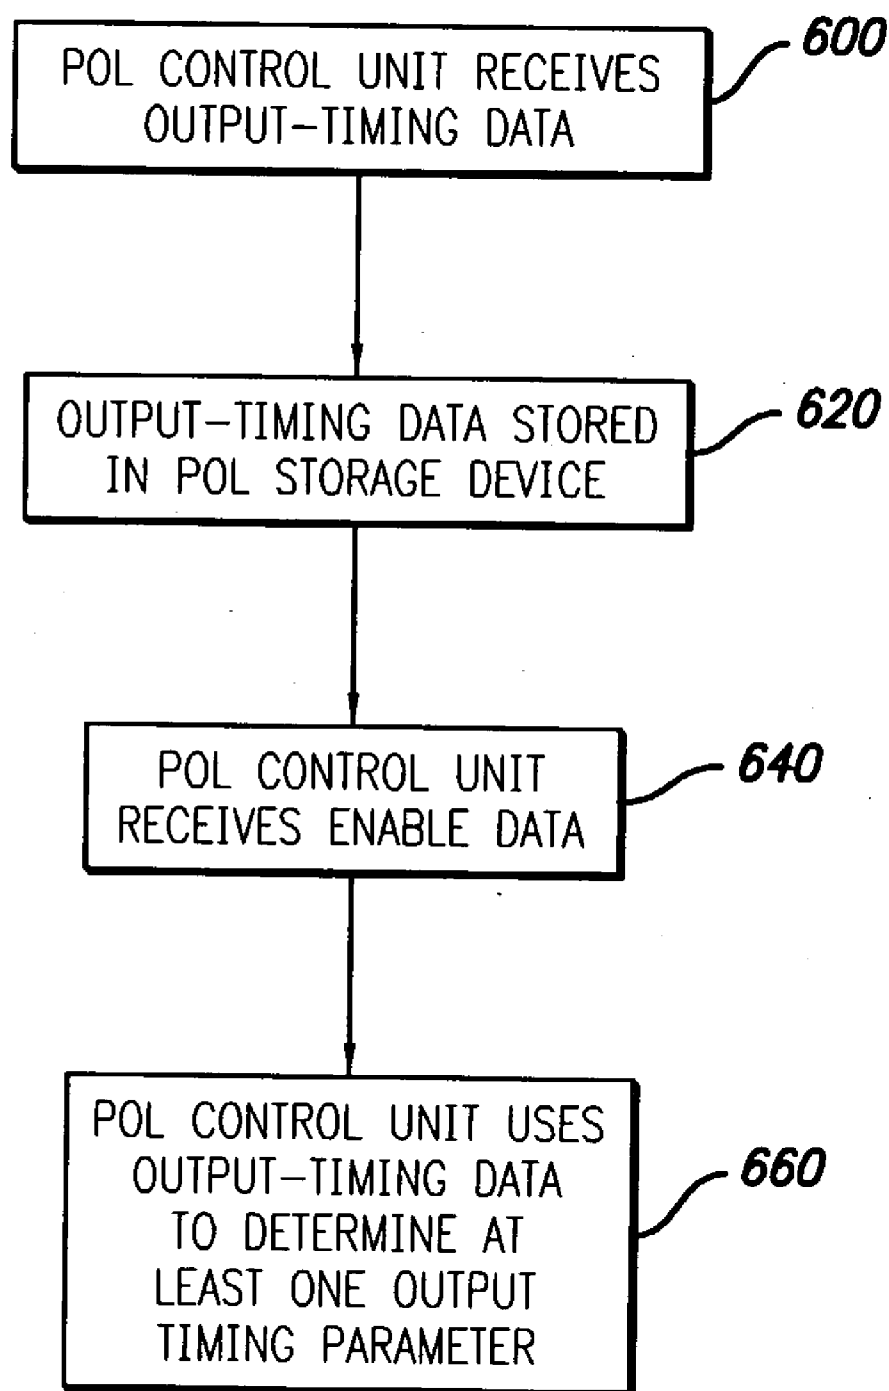 POL CONTROL UNIT RECEIVES
OUTPUT-TIMING DATA
600
OUTPUT-TIMING DATA STORED
IN POL STORAGE DEVICE
620
POL CONTROL UNIT
RECEIVES ENABLE DATA
640
POL CONTROL UNIT USES
OUTPUT-TIMING DATA
TO DETERMINE AT
LEAST ONE OUTPUT
TIMING PARAMETER
660